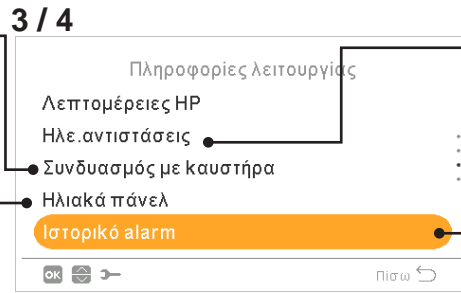 3 / 4
Πληροφορίες λειτουργίας
Λεπτομέρειες HP
Ηλε.αντιστάσεις
Συνδυασμός με καυστήρα
Ηλιακά πάνελ
Ιστορικό alarm
OK Πίσω